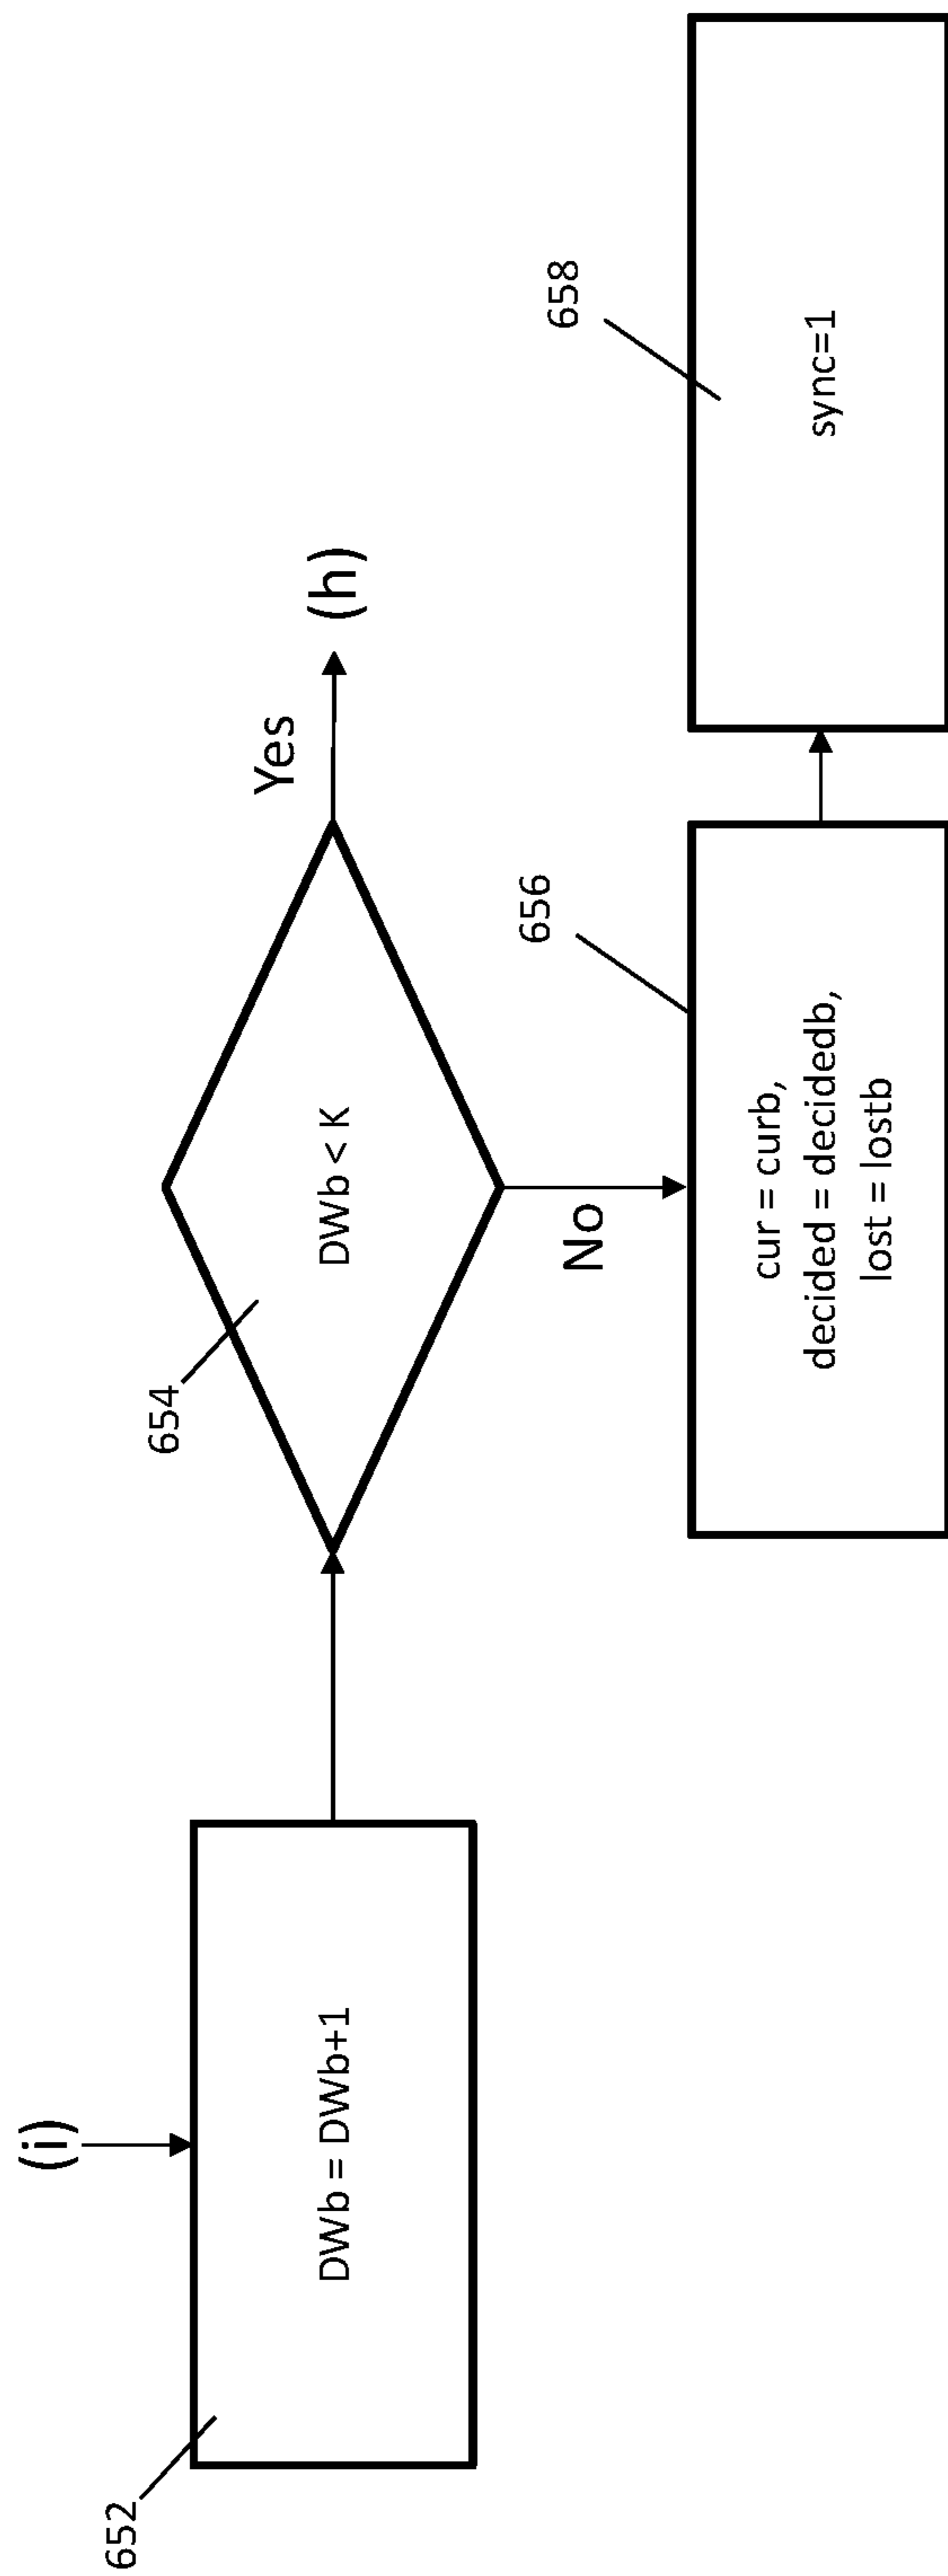 (i)
652
DWb = DWb+1
654
DWb < K
Yes
(h)
No
656
cur = curb,
decided = decidedb,
lost = lostb
658
sync=1